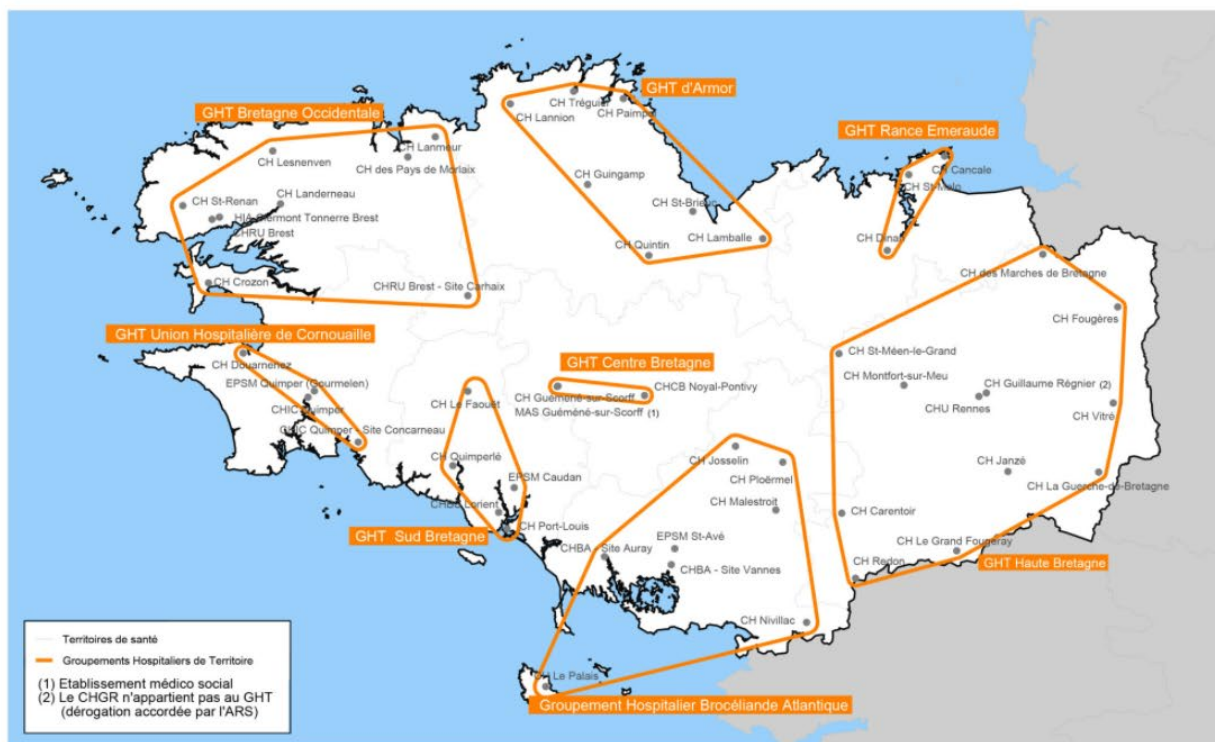 GHT d'Armor
CH Tréguier
CH Paimpol
CH Lannion
CH Guingamp
CH St-Brieuc
CH Lamballe
CH Quintin
GHT Bretagne Occidentale
CH Lanmeur
CH Lesnenven
CH des Pays de Morlaix
CH Landerneau
CH St-Renan
HIA Clermont Tonnerre Brest
CHRU Brest
CH Crozon
CHRU Brest - Site Carhaix
GHT Rance Emeraude
CH Cancale
CH St-Malo
CH Dinan
CH des Marches de Bretagne
CH Fougères
CH St-Méen-le-Grand
CH Montfort-sur-Meu
CH Guillaume Régnier (2)
CHU Rennes
CH Vitré
CH Janzé
CH La Guerche-de-Bretagne
CH Carentoir
CH Le Grand Fougeray
CH Redon
GHT Haute Bretagne
GHT Union Hospitalière de Cornouaille
CH Douarnenez
EPSM Quimper (Gourmelen)
CHIC Quimper
CHIC Quimper - Site Concarneau
GHT Centre Bretagne
CHCB Noyal-Pontivy
CH Guémené-sur-Scorff
MAS Guéméné-sur-Scorff (1)
CH Le Faouët
CH Quimperlé
EPSM Caudan
CHBS Lorient
CH Port-Louis
GHT Sud Bretagne
CH Josselin
CH Ploërmel
CH Malestroit
EPSM St-Avé
CHBA - Site Auray
CHBA - Site Vannes
CH Nivillac
CH Le Palais
Groupement Hospitalier Brocéliande Atlantique
Territoires de santé
Groupements Hospitaliers de Territoire
(1) Etablissement médico social
(2) Le CHGR n'appartient pas au GHT
(dérogation accordée par l'ARS)